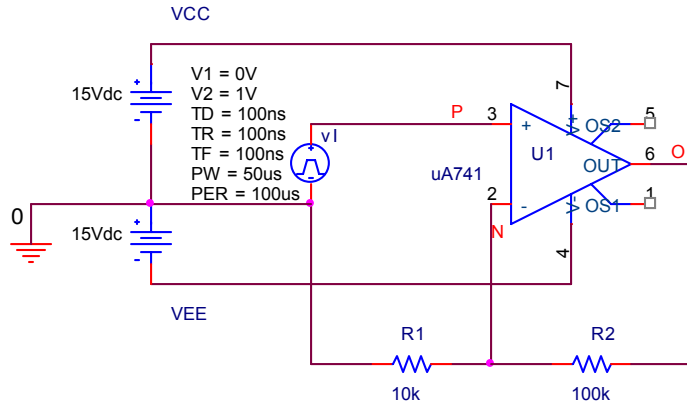 VCC
15Vdc
V1 = 0V
V2 = 1V
TD = 100ns
TR = 100ns
TF = 100ns
PW = 50us
PER = 100us
vI
P
3
7
V+
OS2
5
+
U1
uA741
OUT
6
O
2
-
N
V-
OS1
1
4
0
15Vdc
VEE
R1
10k
R2
100k